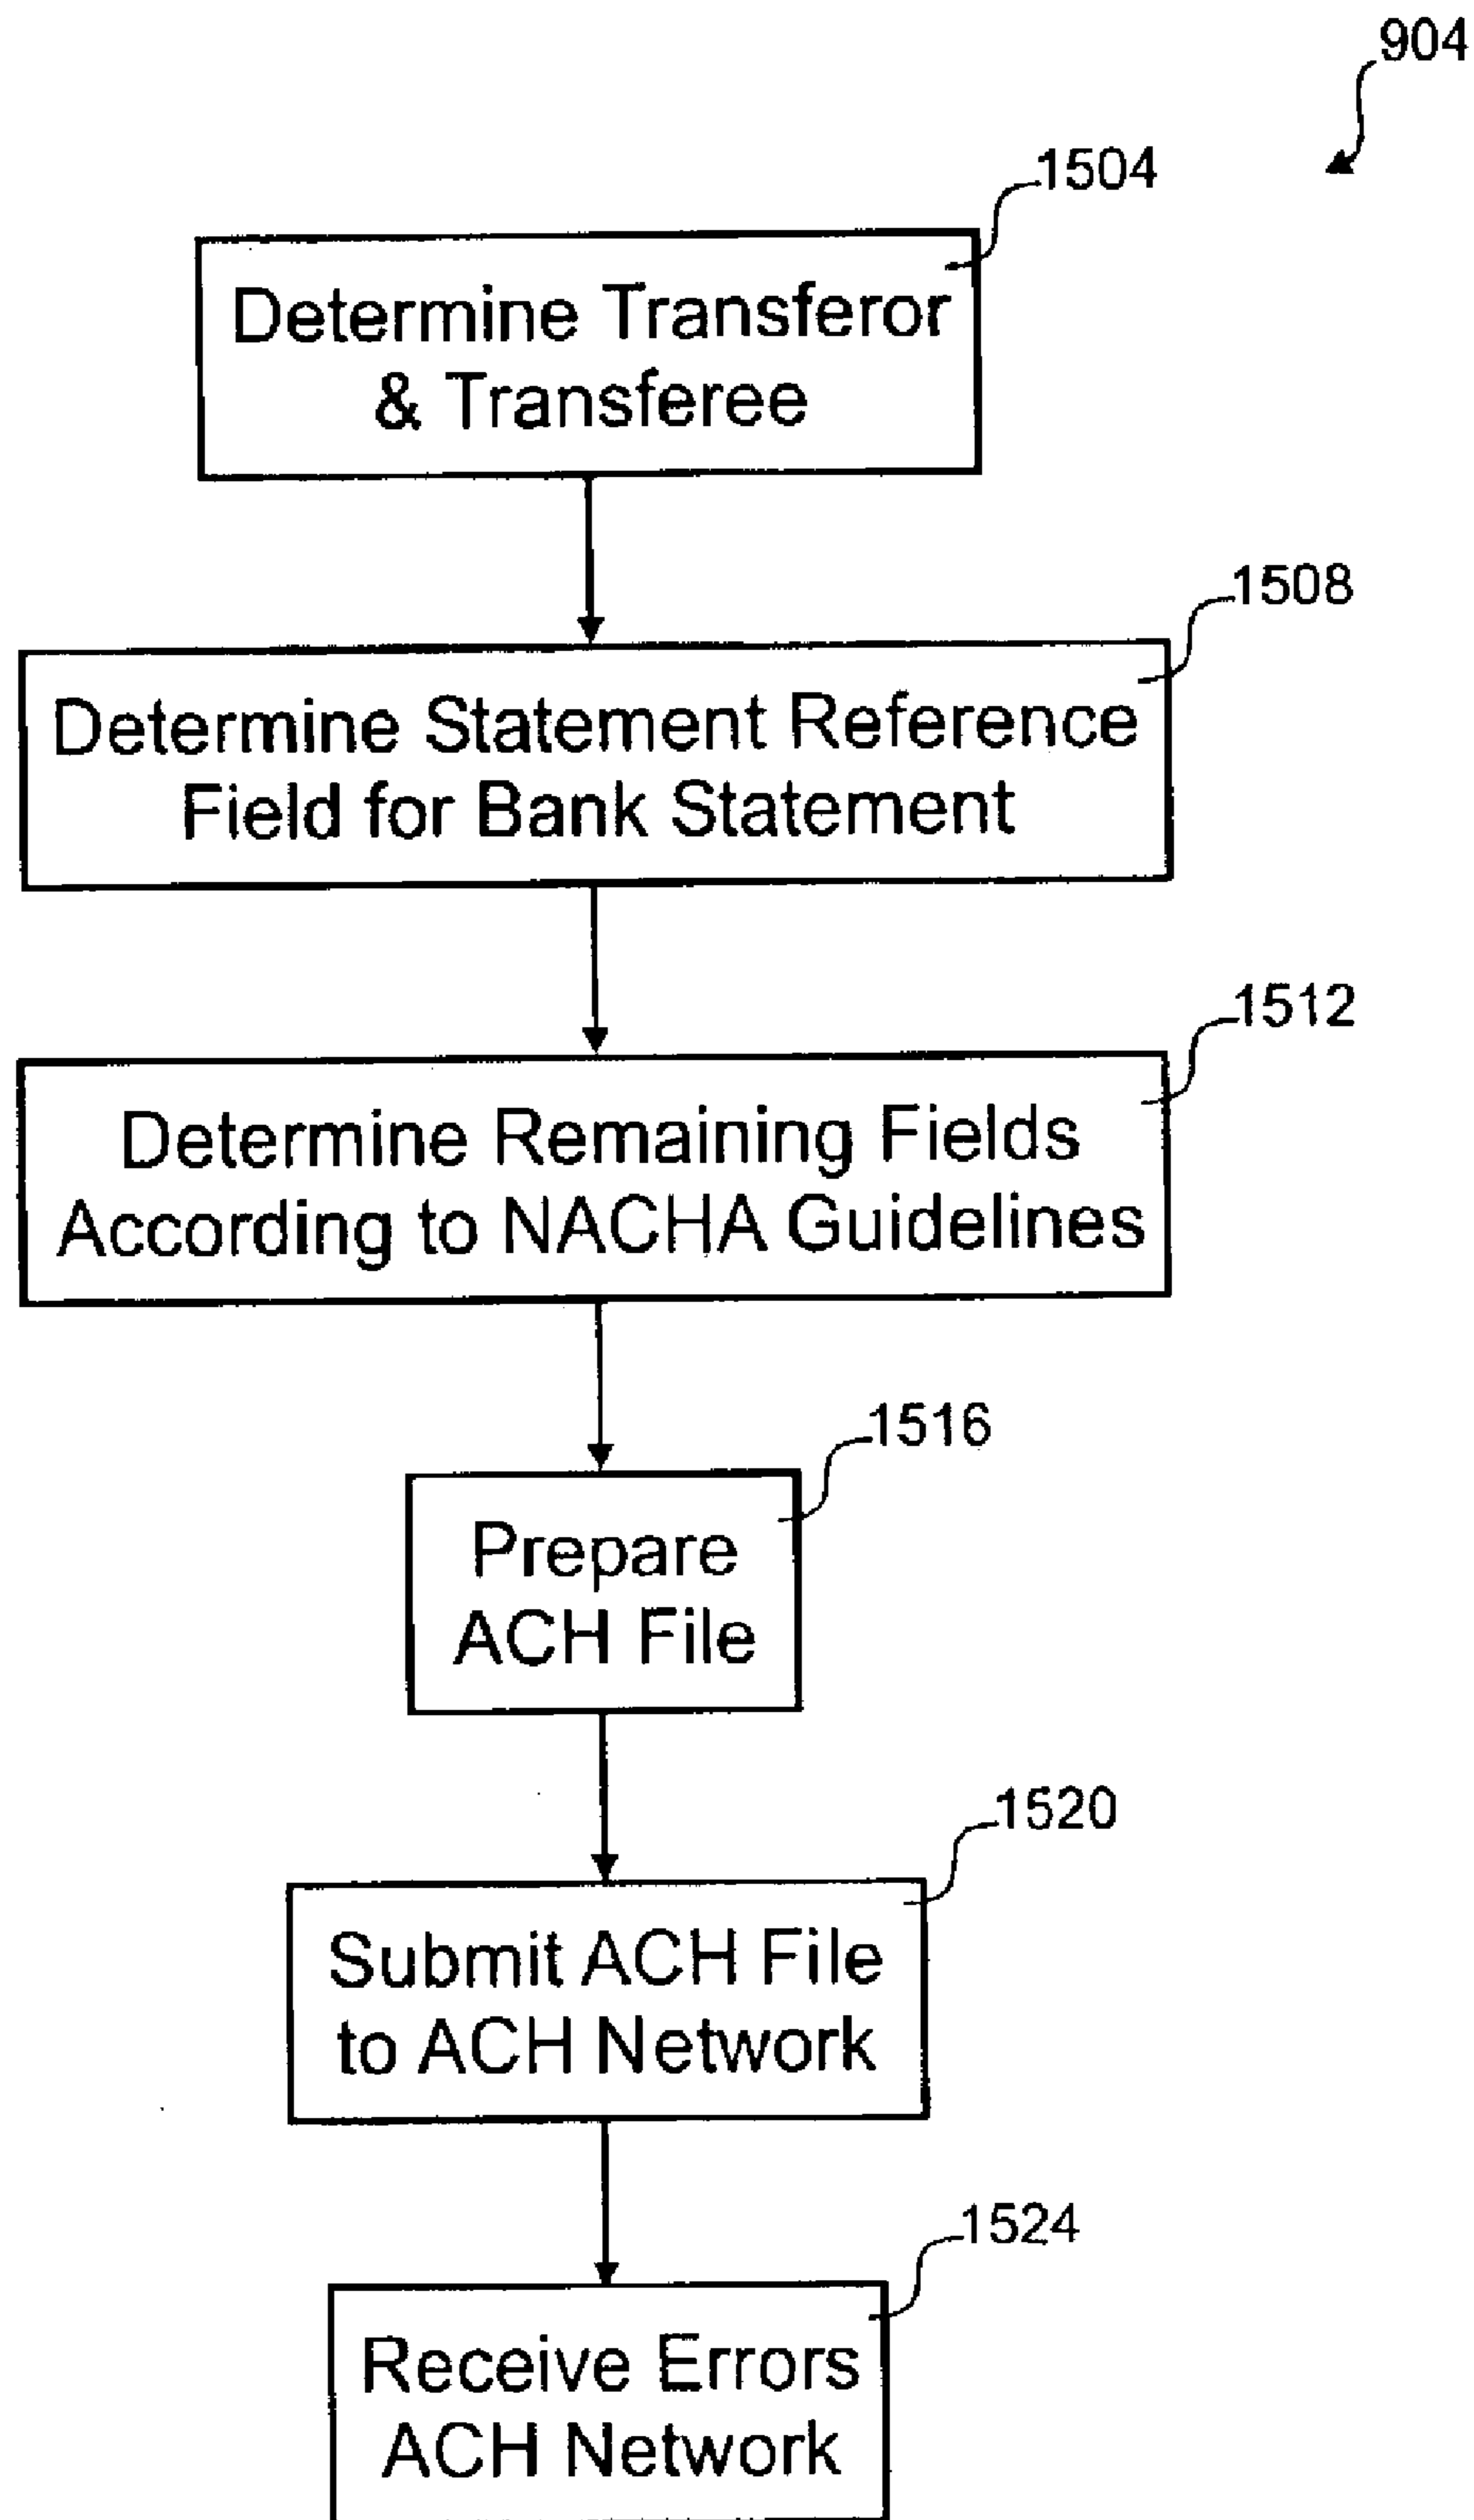 904
1504
Determine Transferor
& Transferee
1508
Determine Statement Reference
Field for Bank Statement
1512
Determine Remaining Fields
According to NACHA Guidelines
1516
Prepare
ACH File
1520
Submit ACH File
to ACH Network
1524
Receive Errors
ACH Network